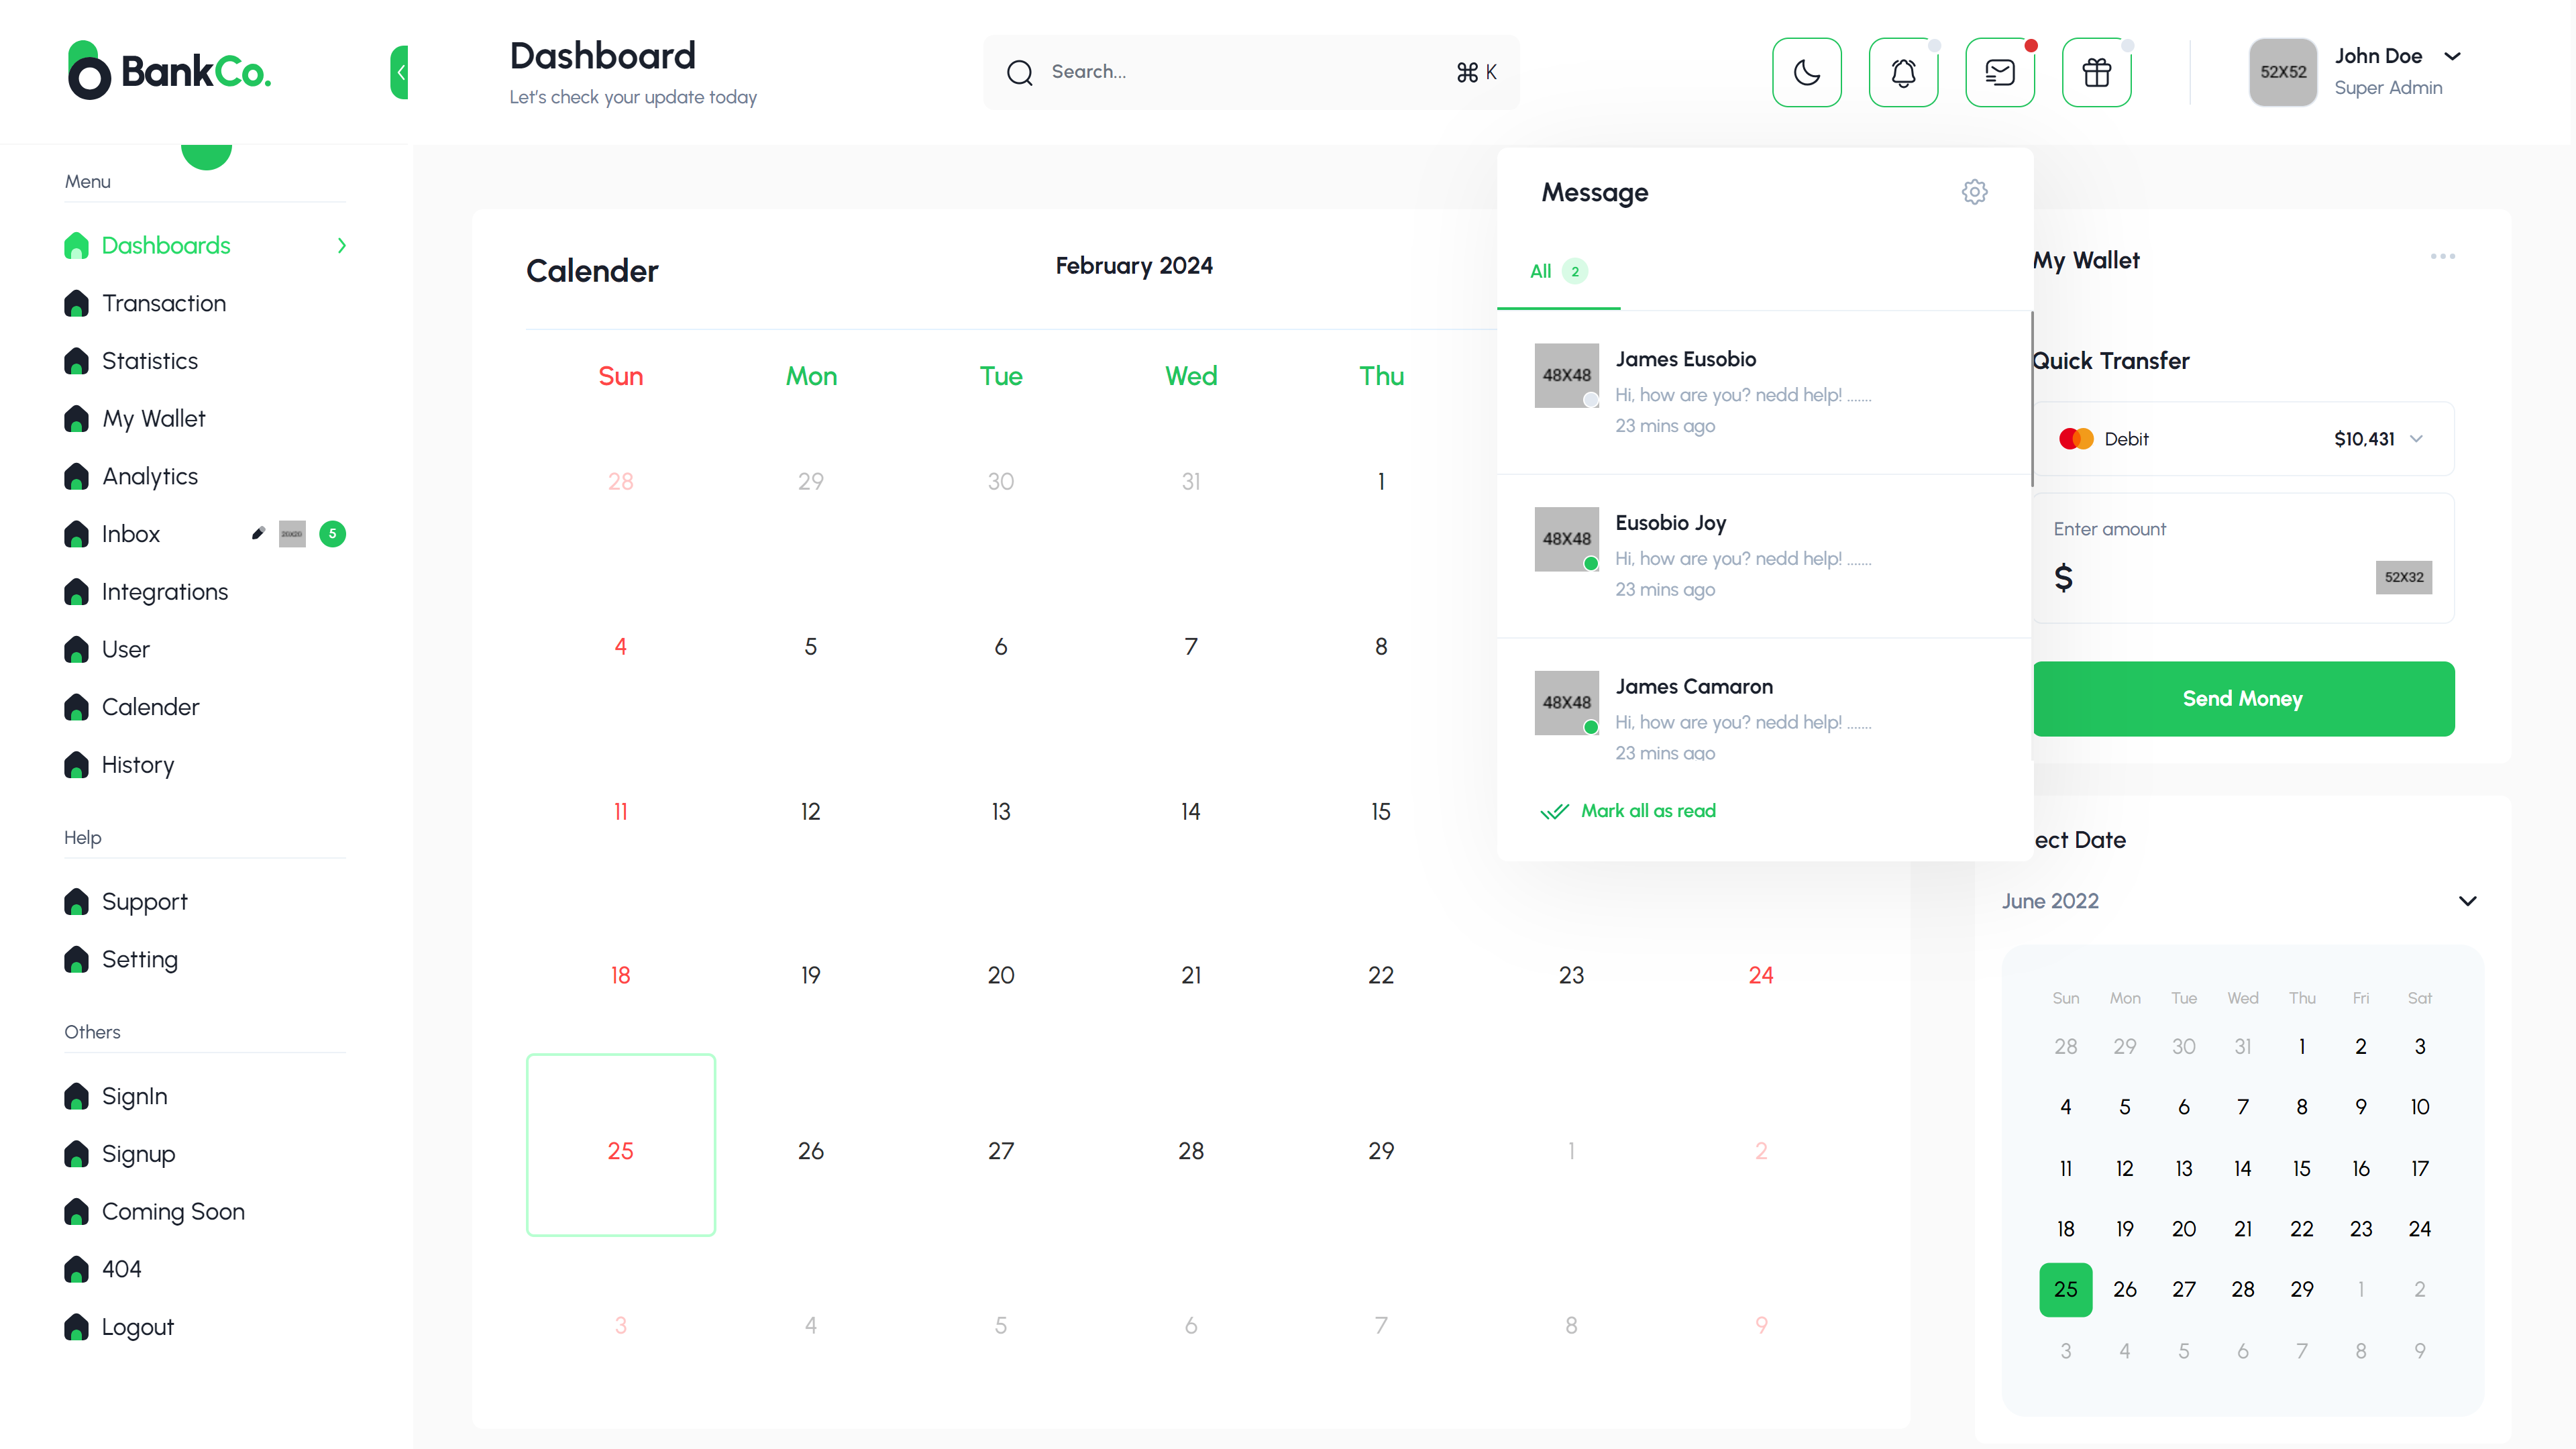 BankCo.
Dashboard
Let's check your update today
Search...
⌘ K
52X52
John Doe
Super Admin
Menu
Dashboards
Transaction
Statistics
My Wallet
Analytics
Inbox
20x20
5
Integrations
User
Calender
History
Help
Support
Setting
Others
SignIn
Signup
Coming Soon
404
Logout
Calender
February 2024
Sun Mon Tue Wed Thu
28 29 30 31 1
4 5 6 7 8
11 12 13 14 15
18 19 20 21 22 23 24
25 26 27 28 29 1 2
3 4 5 6 7 8 9
Message
All 2
48X48
James Eusobio
Hi, how are you? nedd help! .......
23 mins ago
48X48
Eusobio Joy
Hi, how are you? nedd help! .......
23 mins ago
48X48
James Camaron
Hi, how are you? nedd help! .......
23 mins ago
Mark all as read
My Wallet
Quick Transfer
Debit
$10,431
Enter amount
$
52X32
Send Money
ect Date
June 2022
Sun Mon Tue Wed Thu Fri Sat
28 29 30 31 1 2 3
4 5 6 7 8 9 10
11 12 13 14 15 16 17
18 19 20 21 22 23 24
25 26 27 28 29 1 2
3 4 5 6 7 8 9